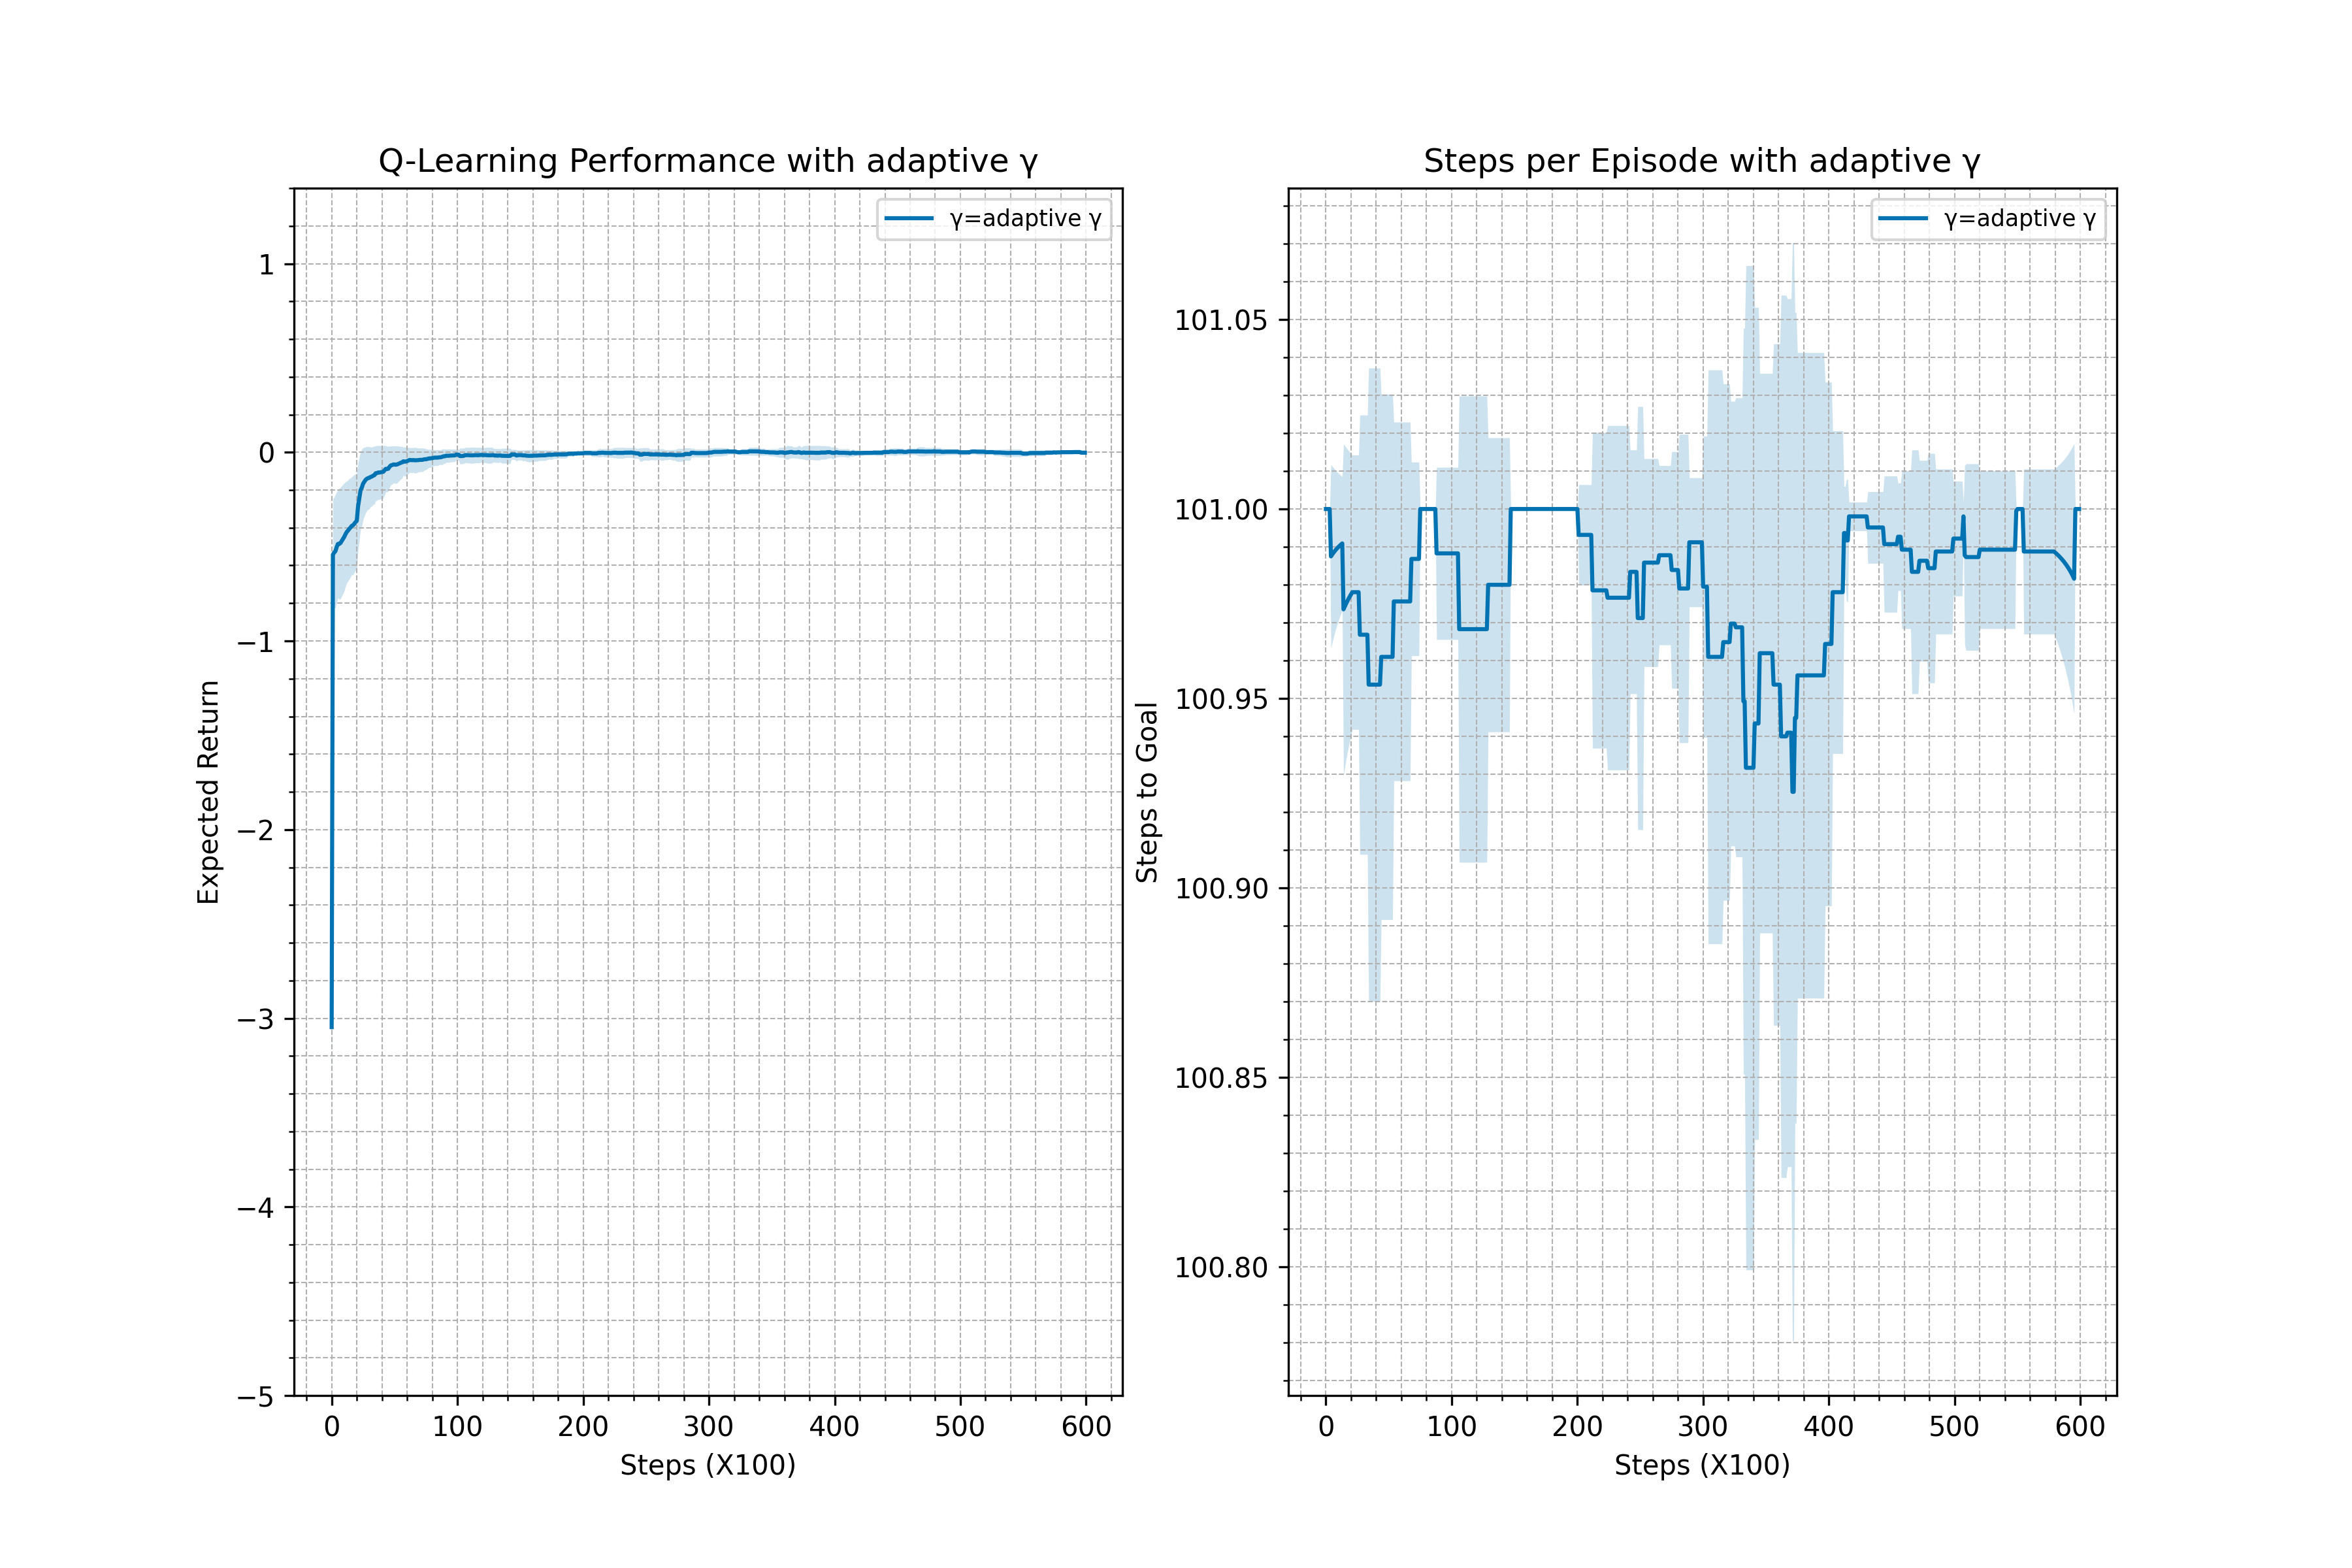 Q-Learning Performance with adaptive γ
γ=adaptive γ
1
0
−1
−2
−3
−4
−5
Expected Return
0 100 200 300 400 500 600
Steps (X100)
Steps per Episode with adaptive γ
γ=adaptive γ
101.05
101.00
100.95
100.90
100.85
100.80
Steps to Goal
0 100 200 300 400 500 600
Steps (X100)